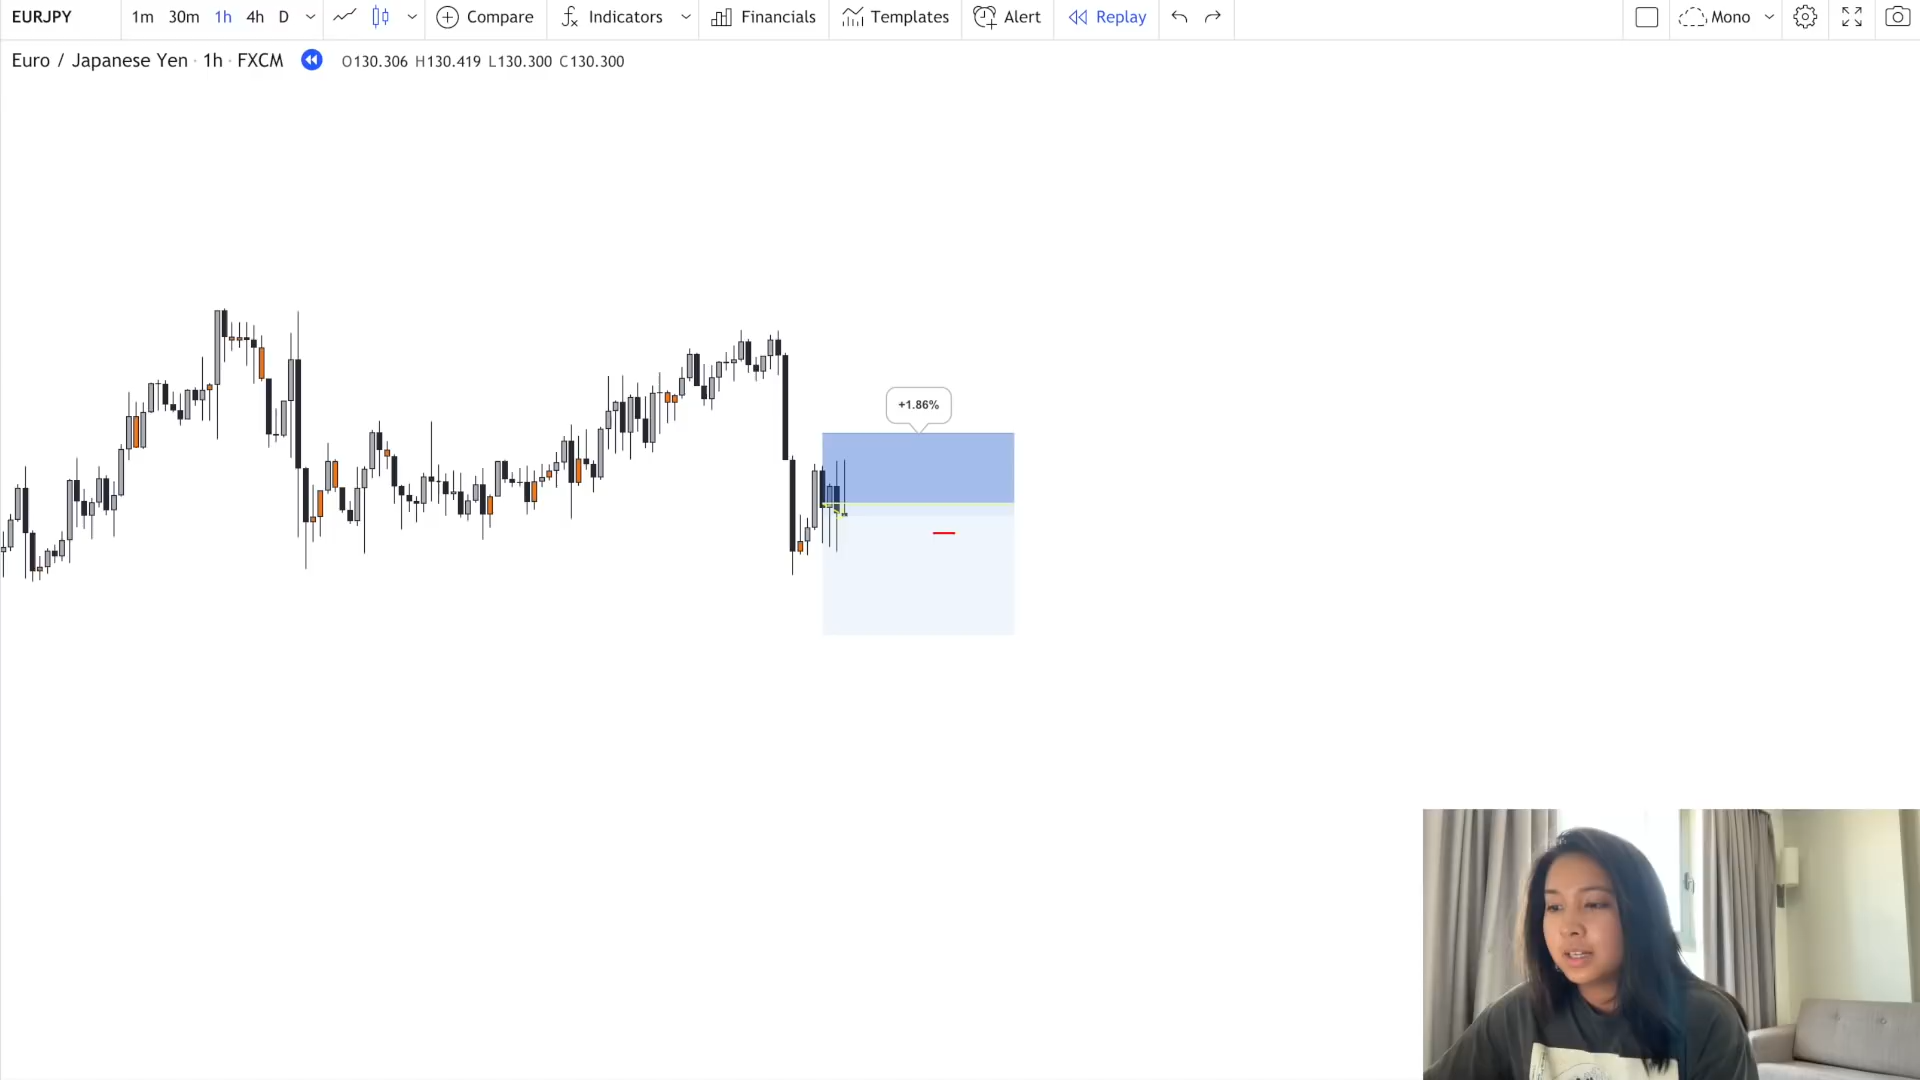 EURJPY 1m 30m 1h 4h D Compare Indicators Financials Templates Alert Replay Mono
Euro / Japanese Yen · 1h · FXCM O130.306 H130.419 L130.300 C130.300
+1.86%